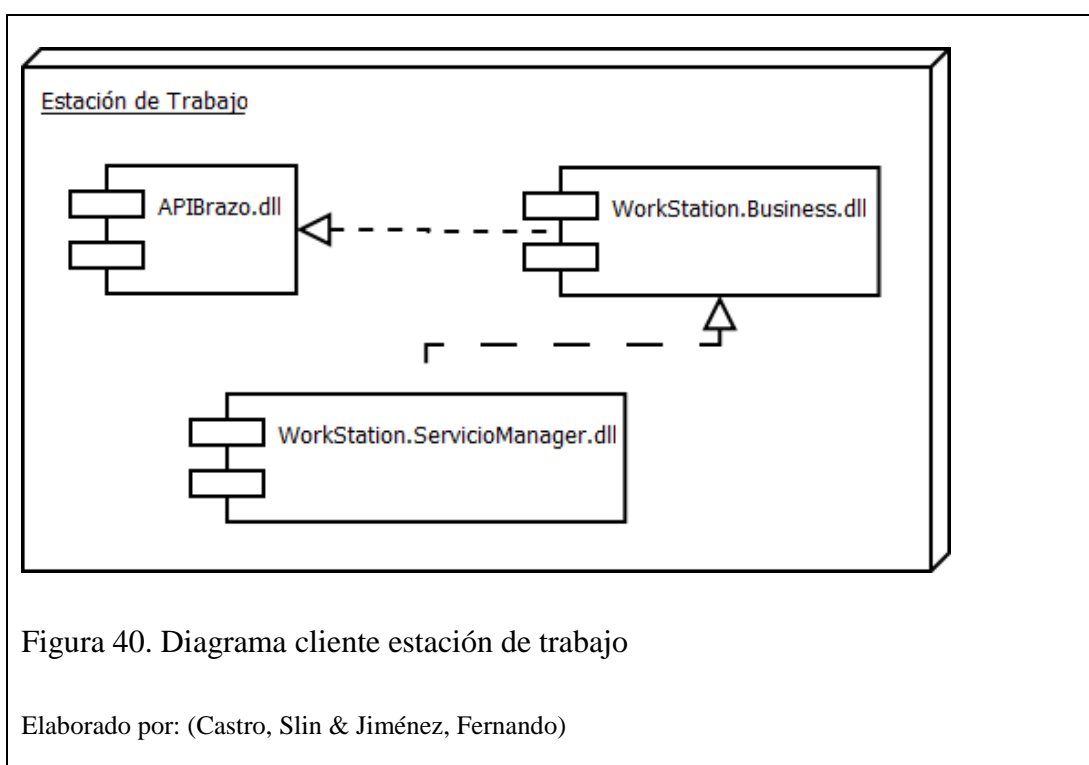 Estación de Trabajo
APIBrazo.dll
WorkStation.Business.dll
WorkStation.ServicioManager.dll
Figura 40. Diagrama cliente estación de trabajo
Elaborado por: (Castro, Slin & Jiménez, Fernando)